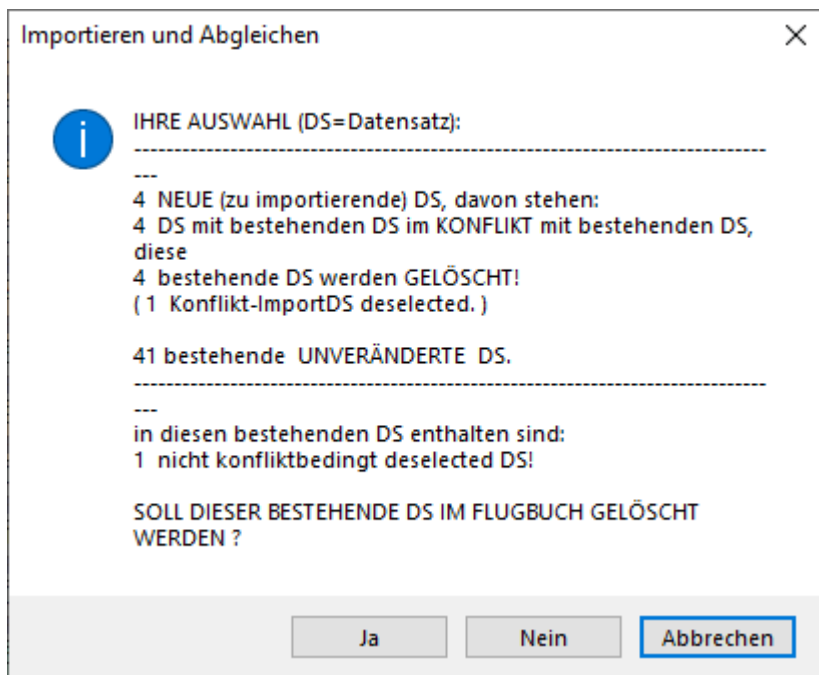 Importieren und Abgleichen
IHRE AUSWAHL (DS=Datensatz):
-------------------------------------------------------------------------------
---
4  NEUE (zu importierende) DS, davon stehen:
4  DS mit bestehenden DS im KONFLIKT mit bestehenden DS,
diese
4  bestehende DS werden GELÖSCHT!
( 1  Konflikt-ImportDS deselected. )
41 bestehende  UNVERÄNDERTE  DS.
-------------------------------------------------------------------------------
---
in diesen bestehenden DS enthalten sind:
1  nicht konfliktbedingt deselected DS!
SOLL DIESER BESTEHENDE DS IM FLUGBUCH GELÖSCHT
WERDEN ?
Ja
Nein
Abbrechen